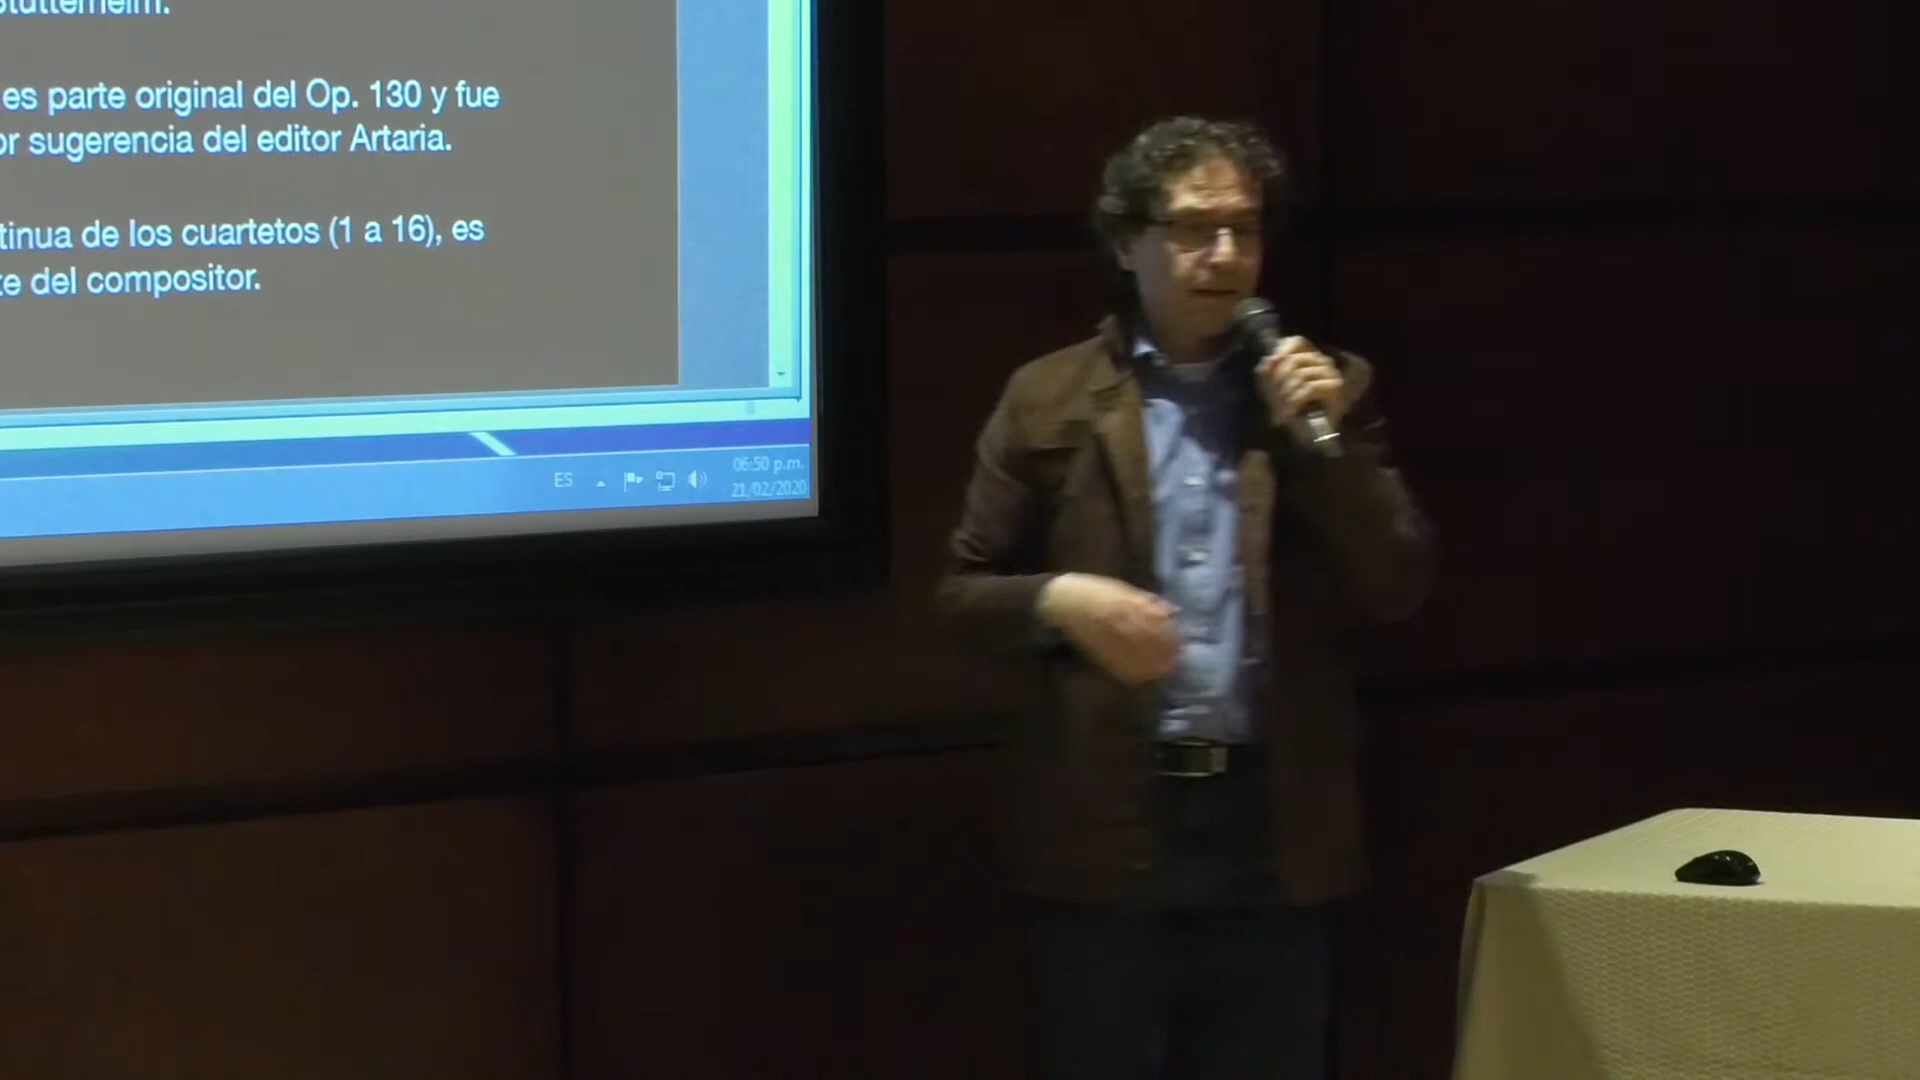 Stutterheim.
es parte original del Op. 130 y fue
or sugerencia del editor Artaria.
tinua de los cuartetos (1 a 16), es
te del compositor.
ES
06:50 p.m.
21/02/2020